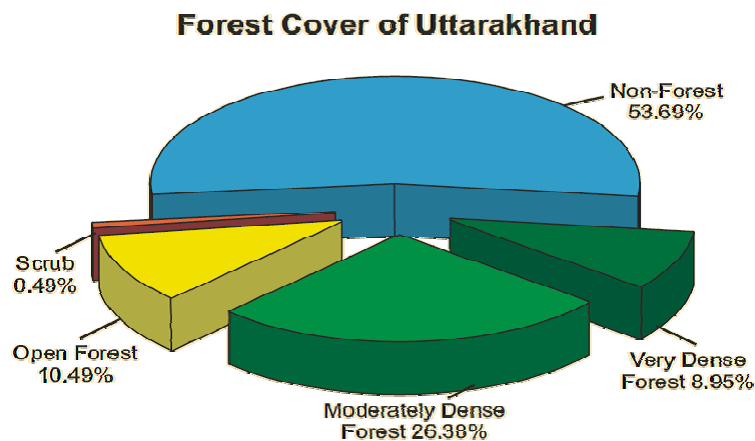 Forest Cover of Uttarakhand
Non-Forest
53.69%
Scrub
0.49%
Open Forest
10.49%
Very Dense
Forest 8.95%
Moderately Dense
Forest 26.38%